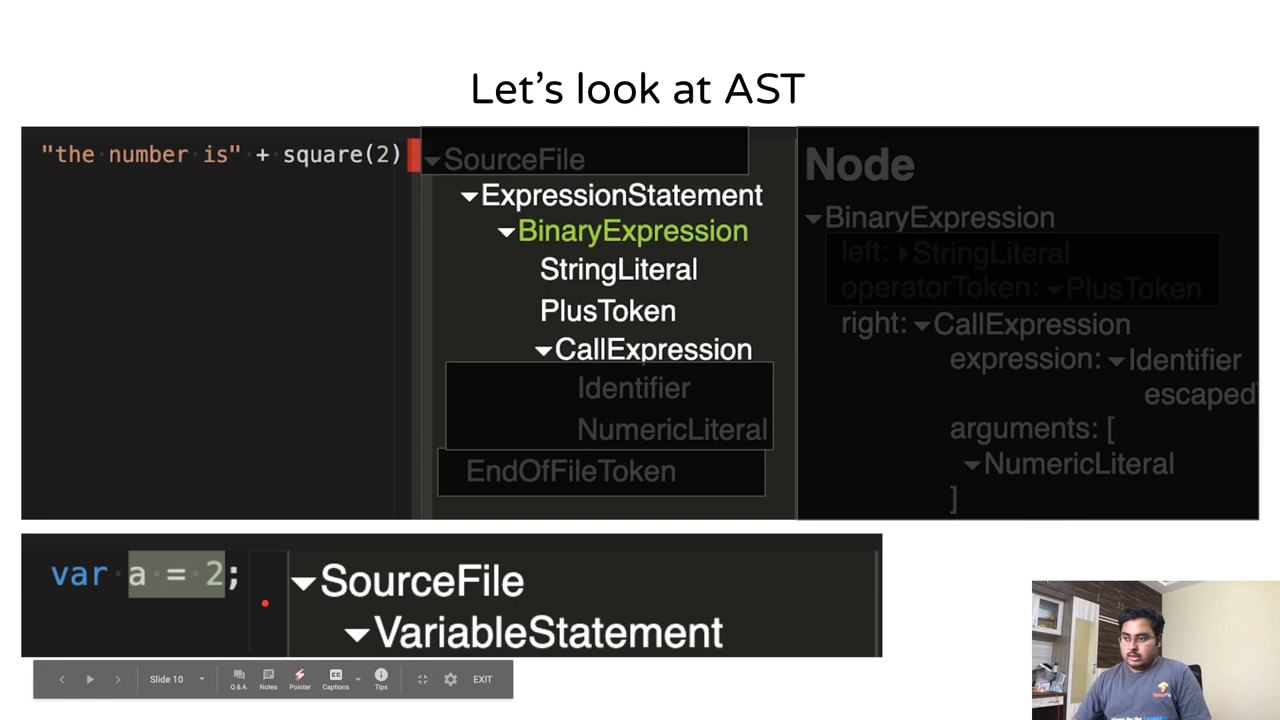 Let's look at AST
"the number is" + square(2)
SourceFile
ExpressionStatement
BinaryExpression
StringLiteral
PlusToken
CallExpression
Identifier
NumericLiteral
EndOfFileToken
Node
BinaryExpression
left: StringLiteral
operatorToken: PlusToken
right: CallExpression
expression: Identifier
escaped
arguments: [
NumericLiteral
]
var a = 2;
SourceFile
VariableStatement
Slide 10
Q & A
Notes
Pointer
Captions
Tips
EXIT